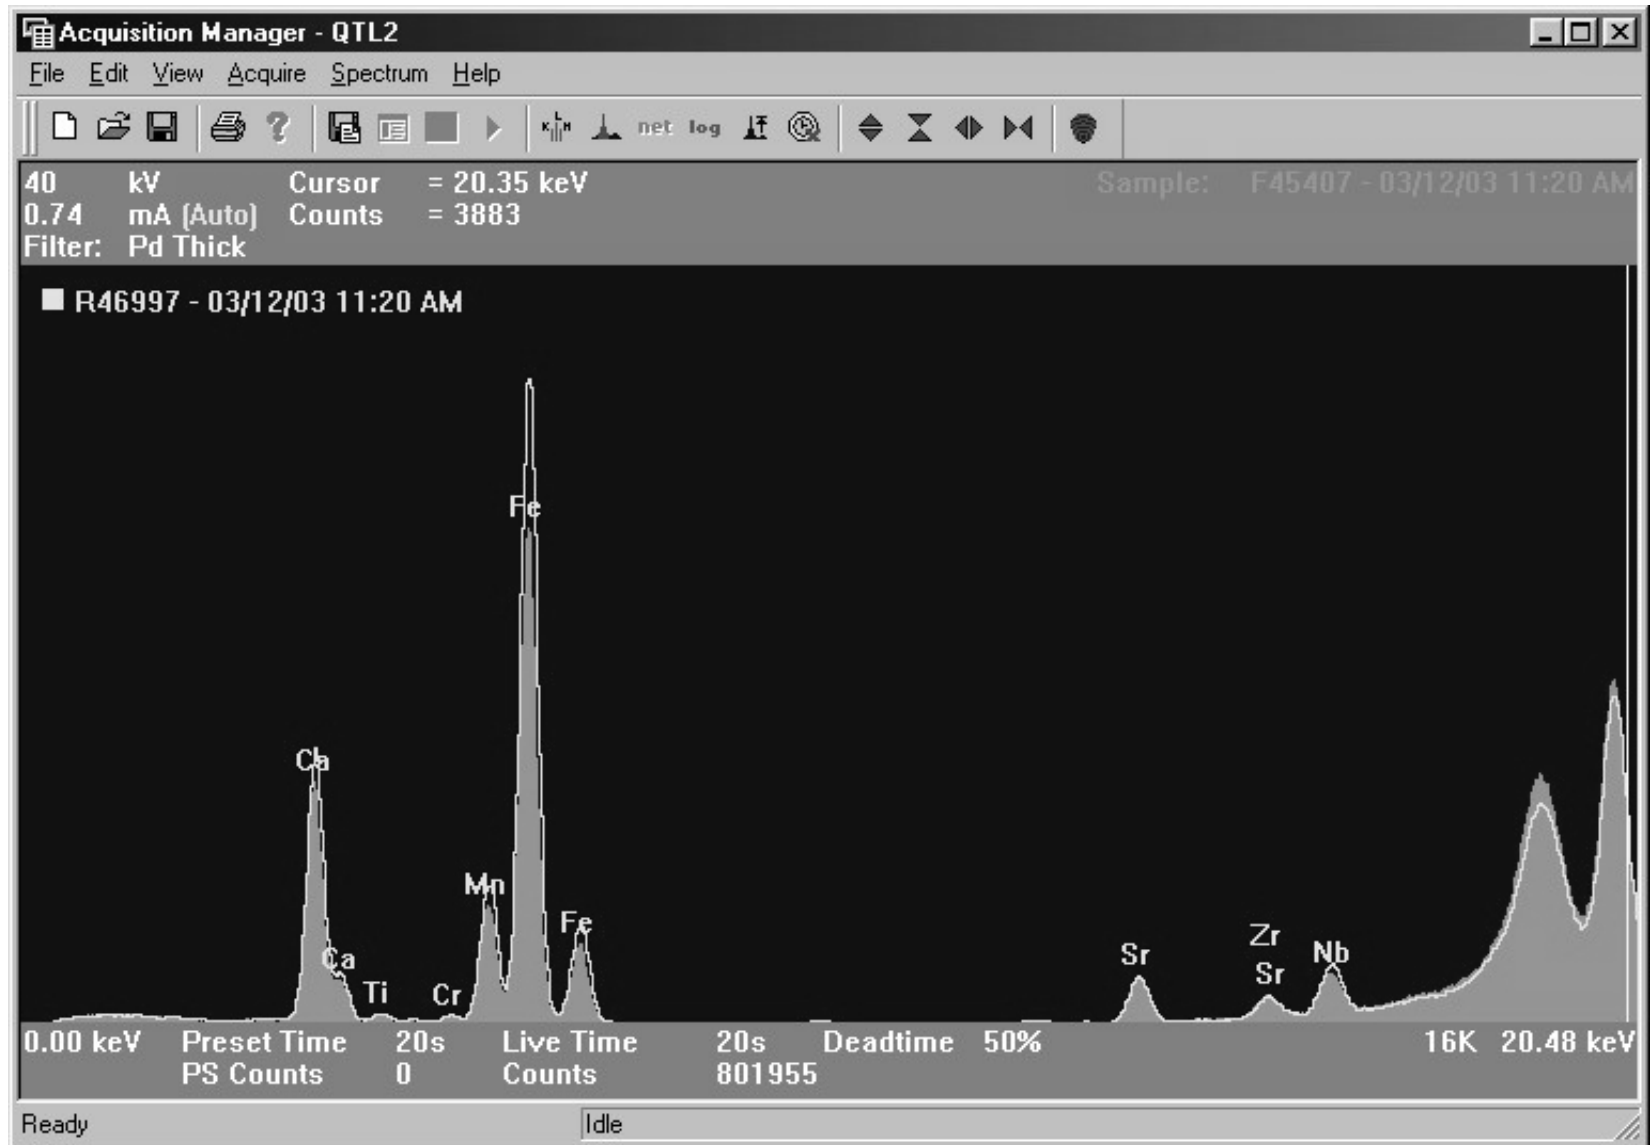 Acquisition Manager - QTL2
File Edit View Acquire Spectrum Help
? K L M net log
40 kV Cursor = 20.35 keV Sample: F45407 - 03/12/03 11:20 AM
0.74 mA (Auto) Counts = 3883
Filter: Pd Thick
R46997 - 03/12/03 11:20 AM
Fe
Ca
Mn
Fe
Ca
Ti
Cr
Sr
Zr
Sr
Nb
0.00 keV Preset Time 20s Live Time 20s Deadtime 50% 16K 20.48 keV
PS Counts 0 Counts 801955
Ready Idle